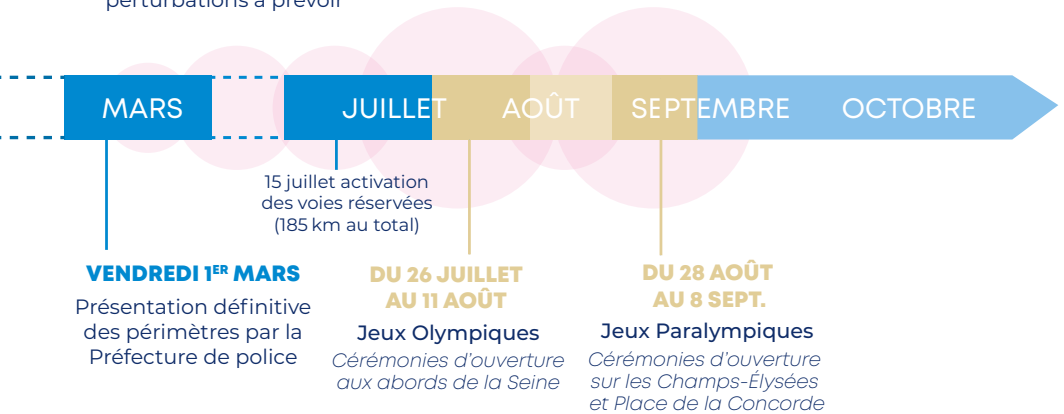 perturbations à prévoir
MARS JUILLET AOÛT SEPTEMBRE OCTOBRE
15 juillet activation
des voies réservées
(185 km au total)
VENDREDI 1ER MARS
Présentation définitive
des périmètres par la
Préfecture de police
DU 26 JUILLET
AU 11 AOÛT
Jeux Olympiques
Cérémonies d'ouverture
aux abords de la Seine
DU 28 AOÛT
AU 8 SEPT.
Jeux Paralympiques
Cérémonies d'ouverture
sur les Champs-Élysées
et Place de la Concorde